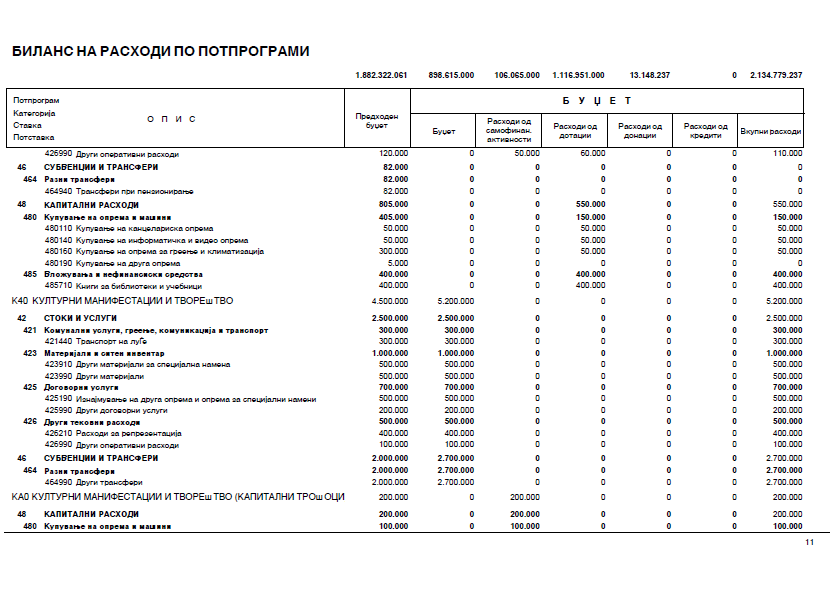 БИЛАНС НА РАСХОДИ ПО ПОТПРОГРАМИ
1.882.322.061 898.615.000 106.065.000 1.116.951.000 13.148.237 0 2.134.779.237
Потпрограм
Категорија
Ставка
Потставка
О П И С
Предходен буџет
Б У Џ Е Т
Буџет
Расходи од самофинан. активности
Расходи од дотации
Расходи од донации
Расходи од кредити
Вкупни расходи
426990 Други оперативни расходи 120.000 0 50.000 60.000 0 0 110.000
46 СУБВЕНЦИИ И ТРАНСФЕРИ 82.000 0 0 0 0 0 0
464 Разни трансфери 82.000 0 0 0 0 0 0
464940 Трансфери при пензионирање 82.000 0 0 0 0 0 0
48 КАПИТАЛНИ РАСХОДИ 805.000 0 0 550.000 0 0 550.000
480 Купување на опрема и машини 405.000 0 0 150.000 0 0 150.000
480110 Купување на канцелариска опрема 50.000 0 0 50.000 0 0 50.000
480140 Купување на информатичка и видео опрема 50.000 0 0 50.000 0 0 50.000
480160 Купување на опрема за греење и климатизација 300.000 0 0 50.000 0 0 50.000
480190 Купување на друга опрема 5.000 0 0 0 0 0 0
485 Вложувања и нефинансиски средства 400.000 0 0 400.000 0 0 400.000
485710 Книги за библиотеки и учебници 400.000 0 0 400.000 0 0 400.000
К40 КУЛТУРНИ МАНИФЕСТАЦИИ И ТВОРЕш ТВО 4.500.000 5.200.000 0 0 0 0 5.200.000
42 СТОКИ И УСЛУГИ 2.500.000 2.500.000 0 0 0 0 2.500.000
421 Комунални услуги, греење, комуникација и транспорт 300.000 300.000 0 0 0 0 300.000
421440 Транспорт на луѓе 300.000 300.000 0 0 0 0 300.000
423 Материјали и ситен инвентар 1.000.000 1.000.000 0 0 0 0 1.000.000
423910 Други материјали за специјална намена 500.000 500.000 0 0 0 0 500.000
423990 Други материјали 500.000 500.000 0 0 0 0 500.000
425 Договорни услуги 700.000 700.000 0 0 0 0 700.000
425190 Изнајмување на друга опрема и опрема за специјални намени 500.000 500.000 0 0 0 0 500.000
425990 Други договорни услуги 200.000 200.000 0 0 0 0 200.000
426 Други тековни расходи 500.000 500.000 0 0 0 0 500.000
426210 Расходи за репрезентација 400.000 400.000 0 0 0 0 400.000
426990 Други оперативни расходи 100.000 100.000 0 0 0 0 100.000
46 СУБВЕНЦИИ И ТРАНСФЕРИ 2.000.000 2.700.000 0 0 0 0 2.700.000
464 Разни трансфери 2.000.000 2.700.000 0 0 0 0 2.700.000
464990 Други трансфери 2.000.000 2.700.000 0 0 0 0 2.700.000
КА0 КУЛТУРНИ МАНИФЕСТАЦИИ И ТВОРЕш ТВО (КАПИТАЛНИ ТРОш ОЦИ 200.000 0 200.000 0 0 0 200.000
48 КАПИТАЛНИ РАСХОДИ 200.000 0 200.000 0 0 0 200.000
480 Купување на опрема и машини 100.000 0 100.000 0 0 0 100.000
11